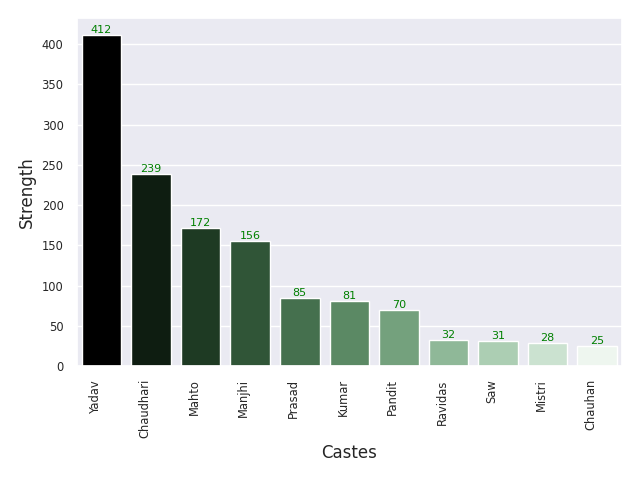 412
400
350
300
250
239
200
172
156
150
100
85
81
70
50
32
31
28
25
0
Strength
Yadav
Chaudhari
Mahto
Manjhi
Prasad
Kumar
Pandit
Ravidas
Saw
Mistri
Chauhan
Castes